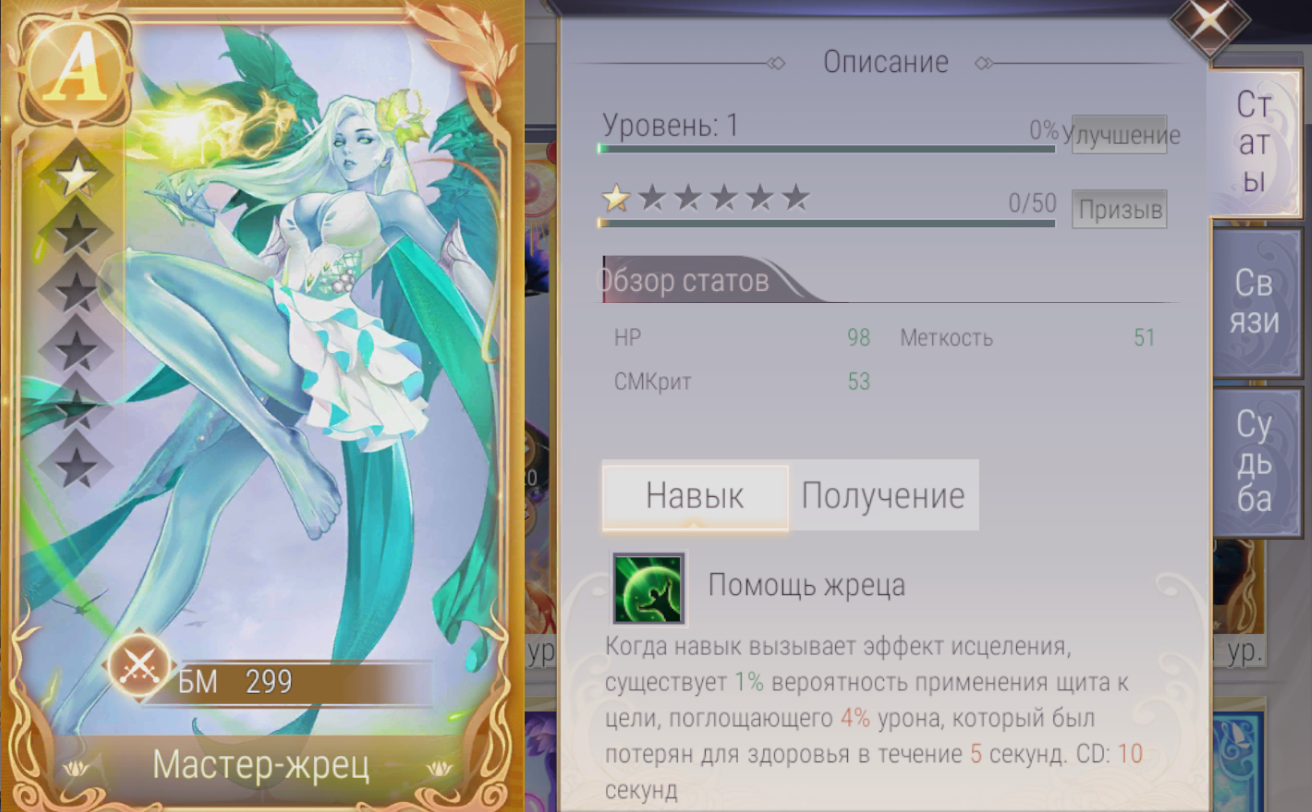 A
БМ 299
Мастер-жрец
Описание
Уровень: 1
0%
Улучшение
0/50
Призыв
Обзор статов
HP 98 Меткость 51
СМКрит 53
Навык Получение
Помощь жреца
Когда навык вызывает эффект исцеления,
существует 1% вероятность применения щита к
цели, поглощающего 4% урона, который был
потерян для здоровья в течение 5 секунд. CD: 10
секунд
Ст
ат
ы
Св
язи
Су
дь
ба
ур
ур.